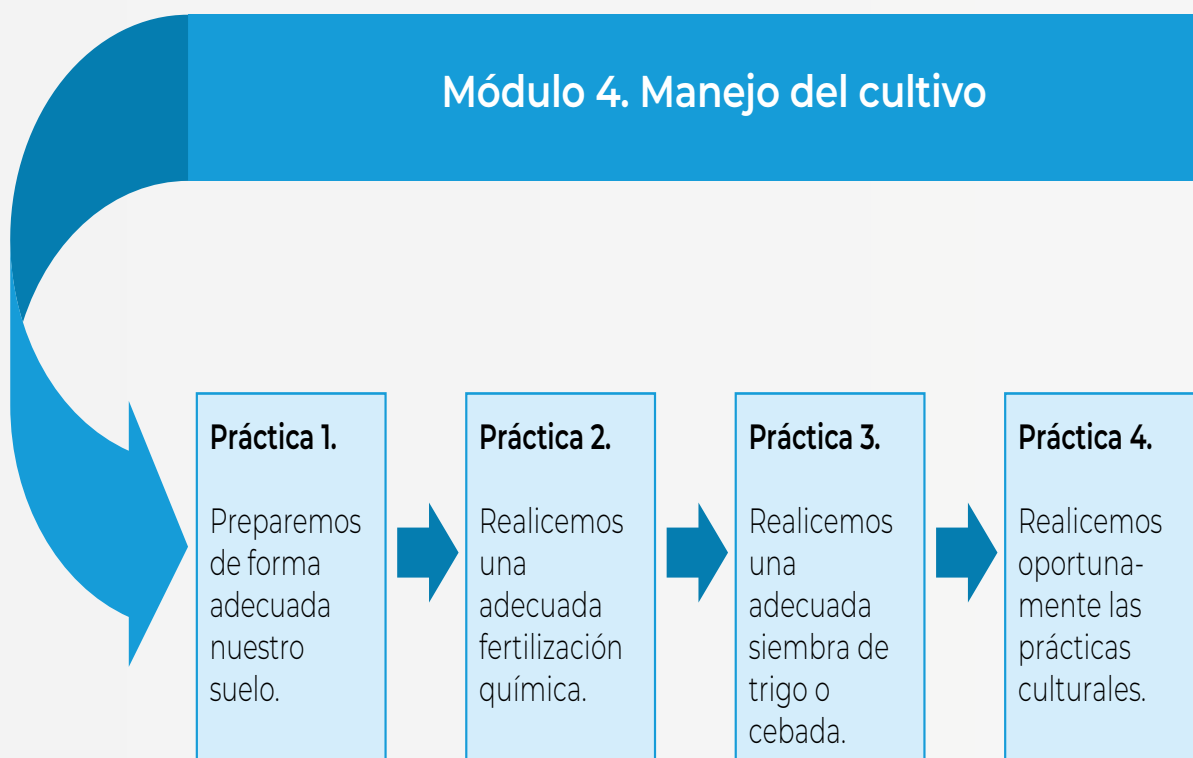 Módulo 4. Manejo del cultivo
Práctica 1.
Preparemos
de forma
adecuada
nuestro
suelo.
Práctica 2.
Realicemos
una
adecuada
fertilización
química.
Práctica 3.
Realicemos
una
adecuada
siembra de
trigo o
cebada.
Práctica 4.
Realicemos
oportuna-
mente las
prácticas
culturales.